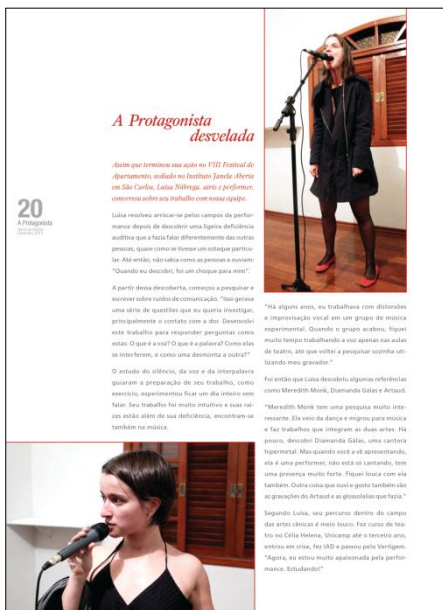 A Protagonista
desvelada
Assim que terminou sua ação no VIII Festival de
Apartamento, sediado no Instituto Janela Aberta
em São Carlos, Luisa Nóbrega, atriz e performer,
conversou sobre seu trabalho com nossa equipe.
20
A Protagonista
Luisa resolveu arriscar-se pelos campos da perfor-
mance depois de descobrir uma ligeira deficiência
auditiva que a fazia falar diferentemente das outras
pessoas, quase como se tivesse um sotaque particu-
lar. Até então, não sabia como as pessoas a ouviam:
"Quando eu descobri, foi um choque para mim".
A partir dessa descoberta, começou a pesquisar e
escrever sobre ruídos de comunicação. "Isso gerava
uma série de questões que eu queria investigar,
principalmente o contato com a dor. Desenvolvi
este trabalho para responder perguntas como
estas: O que é a voz? O que é a palavra? Como elas
se interferem, e como uma desmonta a outra?"
O estudo do silêncio, da voz e da interpalavra
guiaram a preparação de seu trabalho, como
exercício, experimentou ficar um dia inteiro sem
falar. Seu trabalho foi muito intuitivo e suas raí-
zes estão além de sua deficiência, encontram-se
também na música.
"Há alguns anos, eu trabalhava com distorsões
e improvisação vocal em um grupo de música
experimental. Quando o grupo acabou, fiquei
muito tempo trabalhando a voz apenas nas aulas
de teatro, até que voltei a pesquisar vozinha uti-
lizando meu gravador."
Foi então que Luisa descobriu algumas referências
como Meredith Monk, Diamanda Gálas e Artaud.
"Meredith Monk tem uma pesquisa muito inte-
ressante. Ela veio da dança e migrou para música
e faz trabalhos que integram as duas artes. Há
pouco, descobri Diamanda Gálas, uma cantora
hipermetal. Mas quando você a vê apresentando,
ela é uma performer, não está só cantando, tem
uma presença muito forte. Fiquei louca com ela
também. Outra coisa que ouvi e gosto também são
as gravações do Artaud e as glossolalias que fazia."
Segundo Luisa, seu percurso dentro do campo
das artes cênicas é meio louco. Fez curso de tea-
tro no Célia Helena, Unicamp até o terceiro ano,
entrou em crise, fez IAD e passou pelo Vertigem.
"Agora, eu estou muito apaixonada pela perfor-
mance. Estudando!"